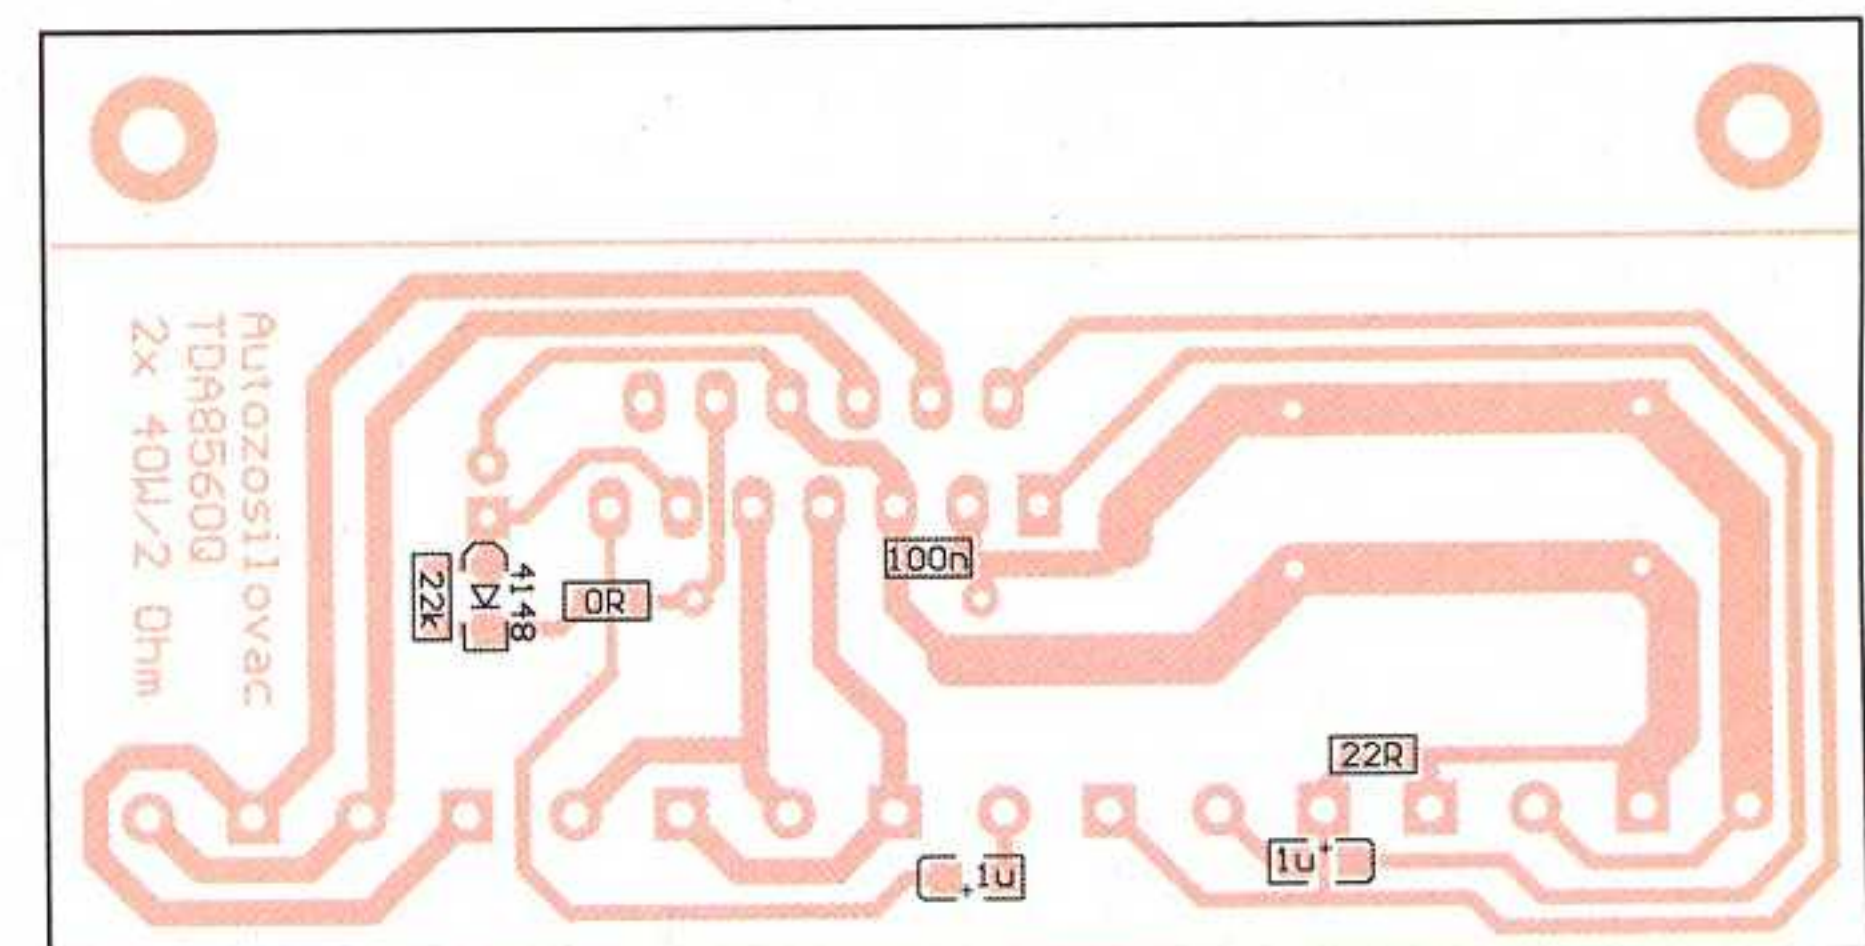 Autozosilovac
TDA8560Q
2x 40W/2 Ohm
22k
4148
0R
100n
22R
1u
+
1u
+